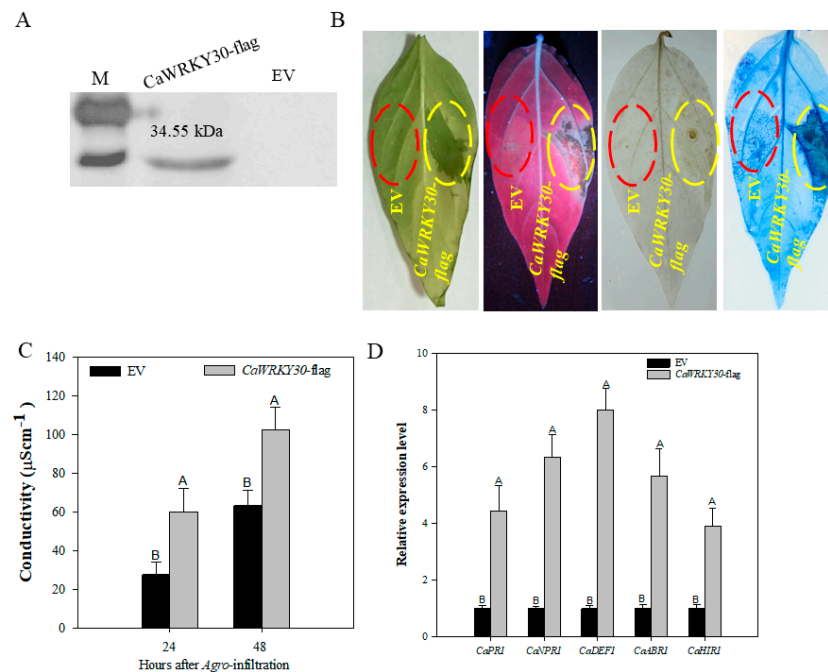 A
M
CaWRKY30-flag
EV
34.55 kDa
B
EV
CaWRKY30-
flag
EV
CaWRKY30-
flag
EV
CaWRKY30-
flag
EV
CaWRKY30-
flag
C
EV
CaWRKY30-flag
Conductivity (μScm⁻¹)
140
120
100
80
60
40
20
0
B
A
B
A
24
48
Hours after Agro-infiltration
D
EV
CaWRKY30-flag
Relative expression level
10
8
6
4
2
0
B
A
B
A
B
A
B
A
B
A
CaPR1
CaNPR1
CaDEF1
CaABR1
CaHIR1